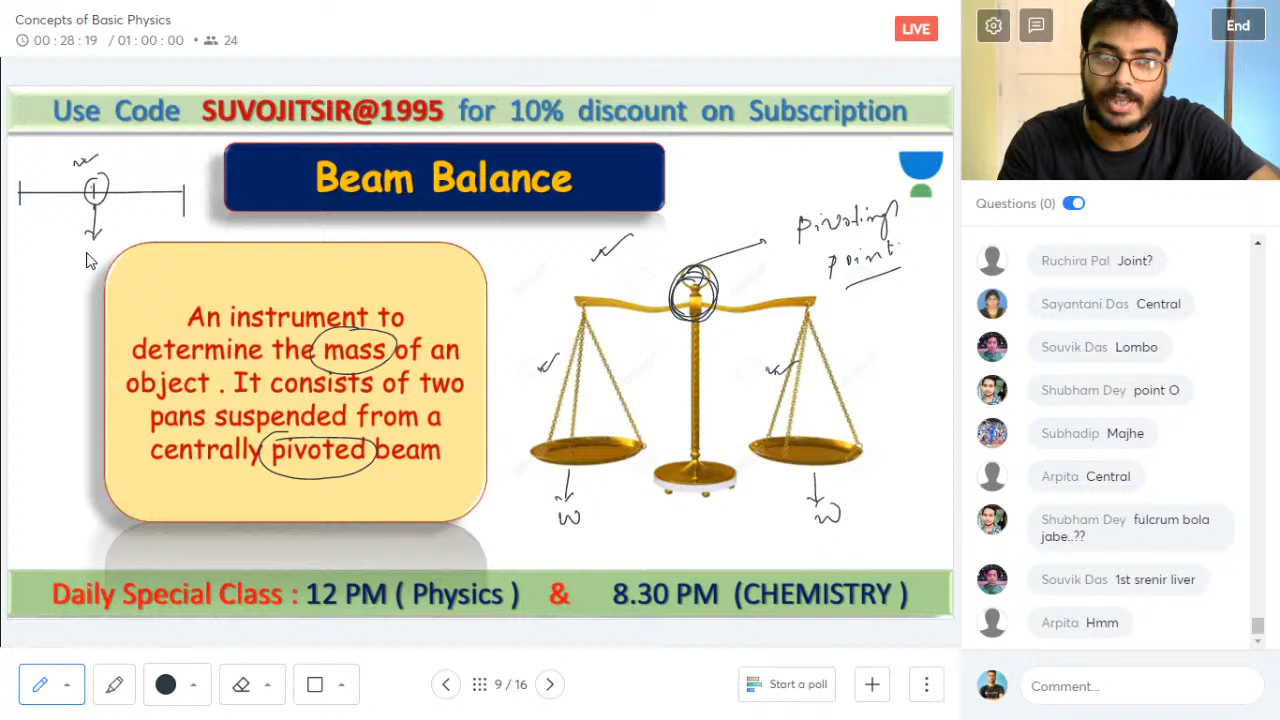 Concepts of Basic Physics
00 : 28 : 19 / 01 : 00 : 00 • 24
LIVE
End
Use Code SUVOJITSIR@1995 for 10% discount on Subscription
Beam Balance
pivoting
point
An instrument to
determine the mass of an
object . It consists of two
pans suspended from a
centrally pivoted beam
W
W
Daily Special Class : 12 PM ( Physics ) & 8.30 PM (CHEMISTRY )
9 / 16
Start a poll
Questions (0)
Ruchira Pal Joint?
Sayantani Das Central
Souvik Das Lombo
Shubham Dey point O
Subhadip Majhe
Arpita Central
Shubham Dey fulcrum bola
jabe..??
Souvik Das 1st srenir liver
Arpita Hmm
Comment...